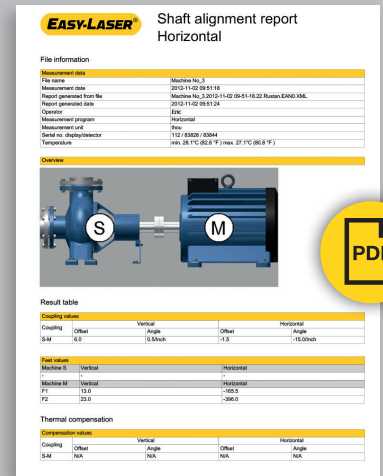 EASY-LASER®
Shaft alignment report
Horizontal
File information
Measurement data
File name Machine No_3
Measurement date 2012-11-02 09:51:18
Report generated from file Machine No_3.2012-11-02 09-51-18.22.Rustan.EAN0.XML
Report generated date 2012-11-02 09:51:24
Operator Eric
Measurement program Horizontal
Measurement unit thou
Serial no. display/detector 112 / 83828 / 83844
Temperature min. 28.1°C (82.6 °F ) max. 27.1°C (80.8 °F )
Overview
S M
PDF
Result table
Coupling values
Coupling Vertical Horizontal
Offset Angle Offset Angle
S-M 6.0 0.5/inch -1.5 -15.0/inch
Feet values
Machine S Vertical Horizontal
- - -
Machine M Vertical Horizontal
F1 13.0 -165.5
F2 23.0 -396.0
Thermal compensation
Compensation values
Coupling Vertical Horizontal
Offset Angle Offset Angle
S-M N/A N/A N/A N/A